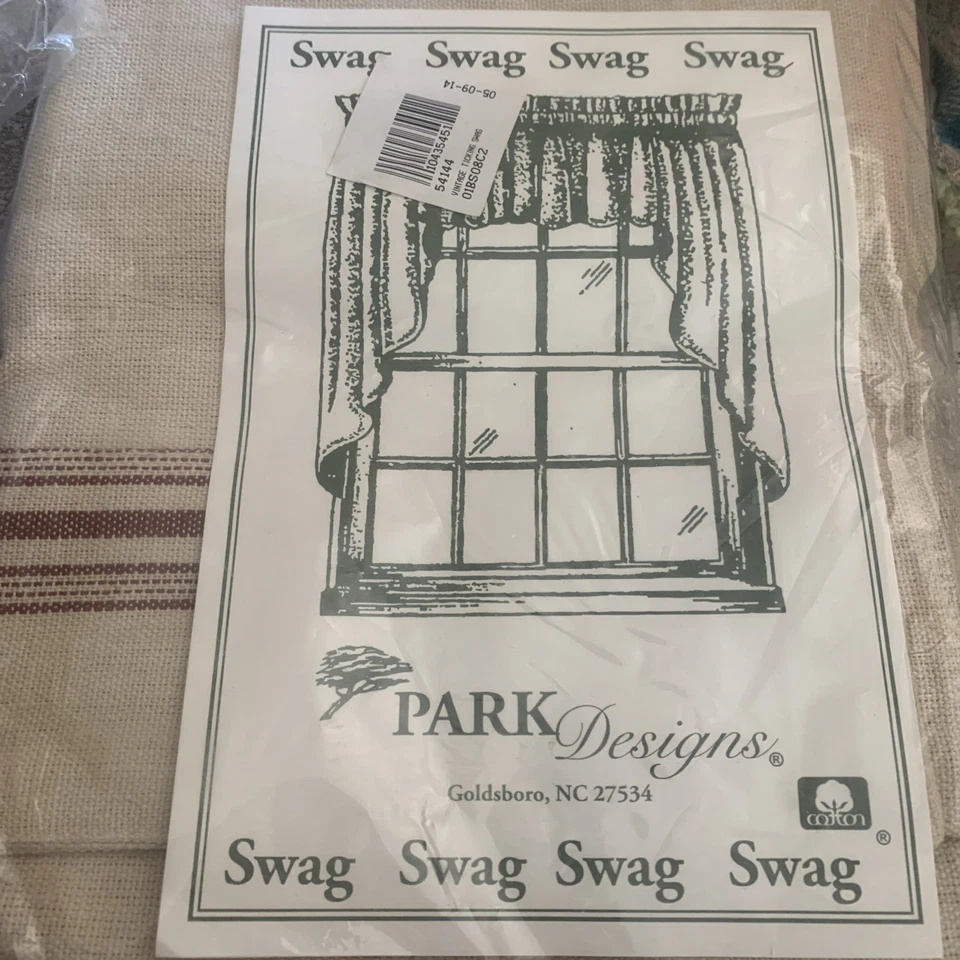 Swag Swag Swag Swag
05-09-14
10435451
54144
VINTAGE TICKING SWAG
01BS08C2
PARK Designs®
Goldsboro, NC 27534
cotton
®
Swag Swag Swag Swag